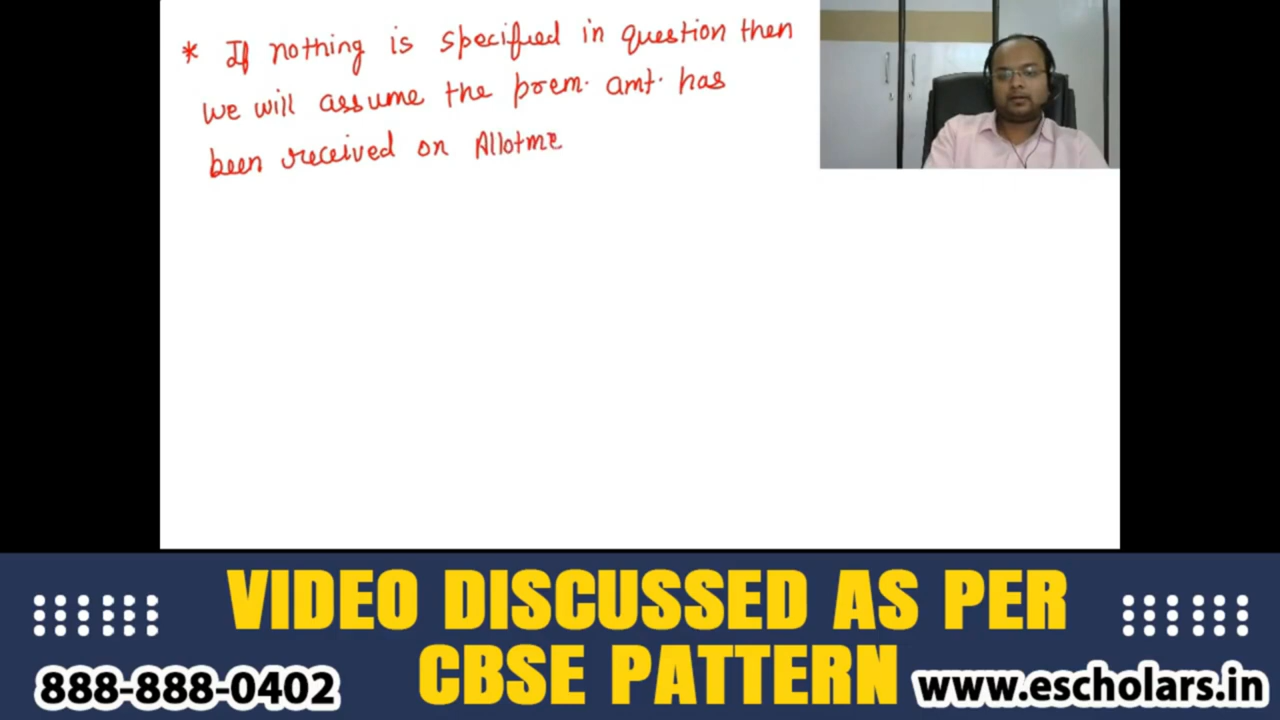 * If nothing is specified in question then
we will assume the prem. amt. has
been received on Allotme
VIDEO DISCUSSED AS PER
CBSE PATTERN
888-888-0402
www.escholars.in